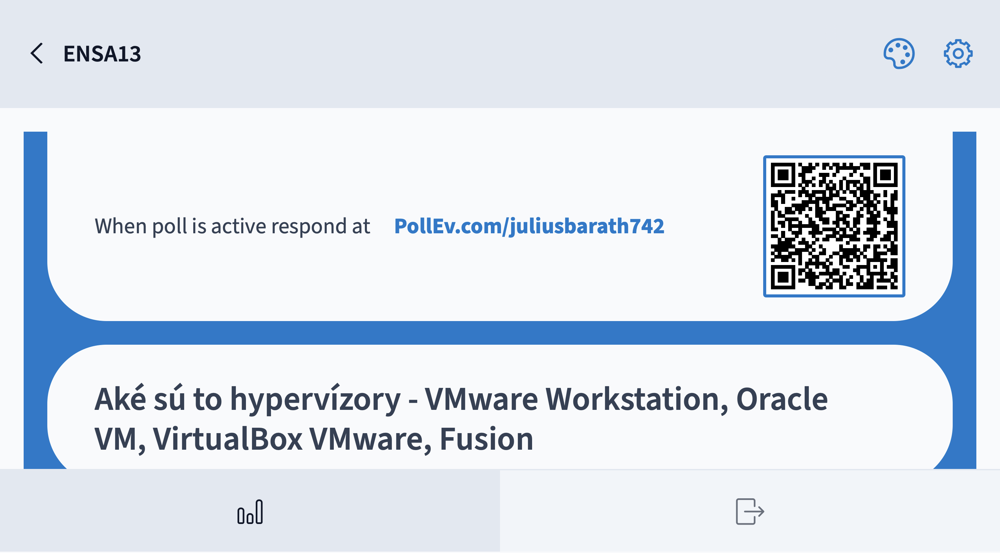 ENSA13
When poll is active respond at PollEv.com/juliusbarath742
Aké sú to hypervízory - VMware Workstation, Oracle
VM, VirtualBox VMware, Fusion